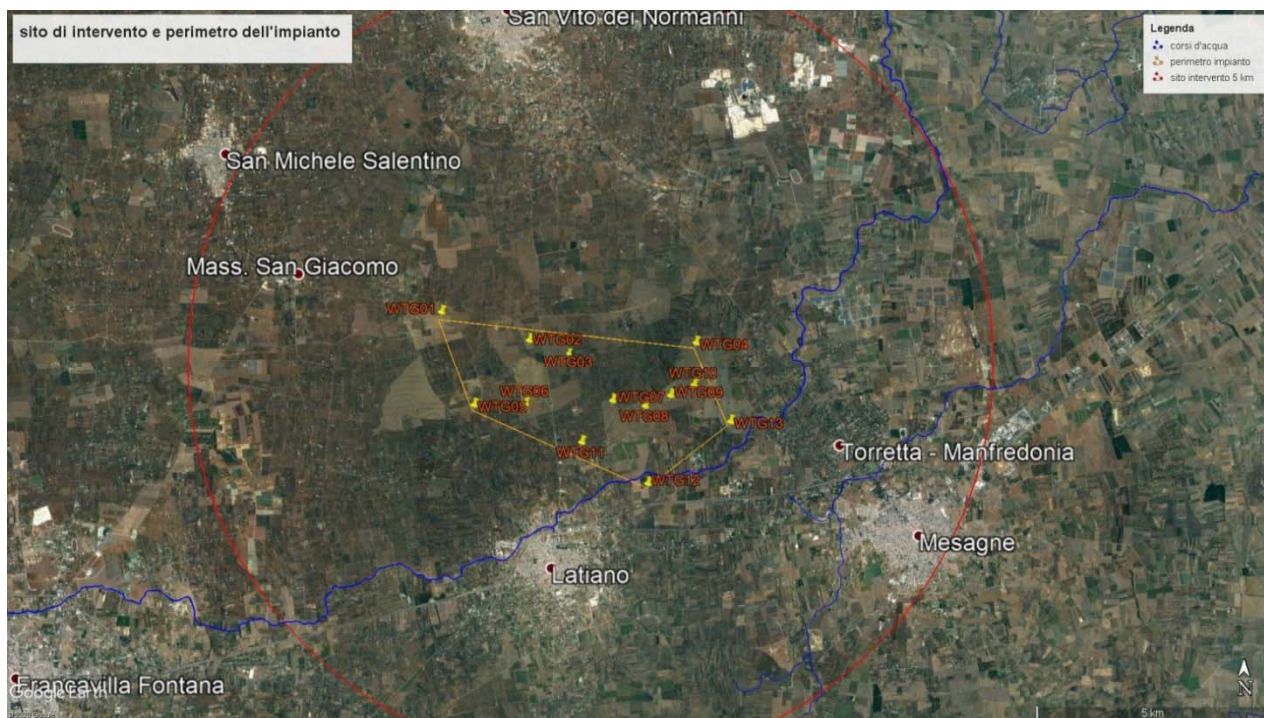 sito di intervento e perimetro dell'impianto
San Vito dei Normanni
Legenda
corsi d'acqua
perimetro impianto
sito intervento 5 km
San Michele Salentino
Mass. San Giacomo
WTG01
WTG02
WTG04
WTG03
WTG10
WTG06
WTG09
WTG05
WTG07
WTG08
WTG13
WTG11
Torretta - Manfredonia
WTG12
Mesagne
Latiano
Francavilla Fontana
Google Earth
N
5 km